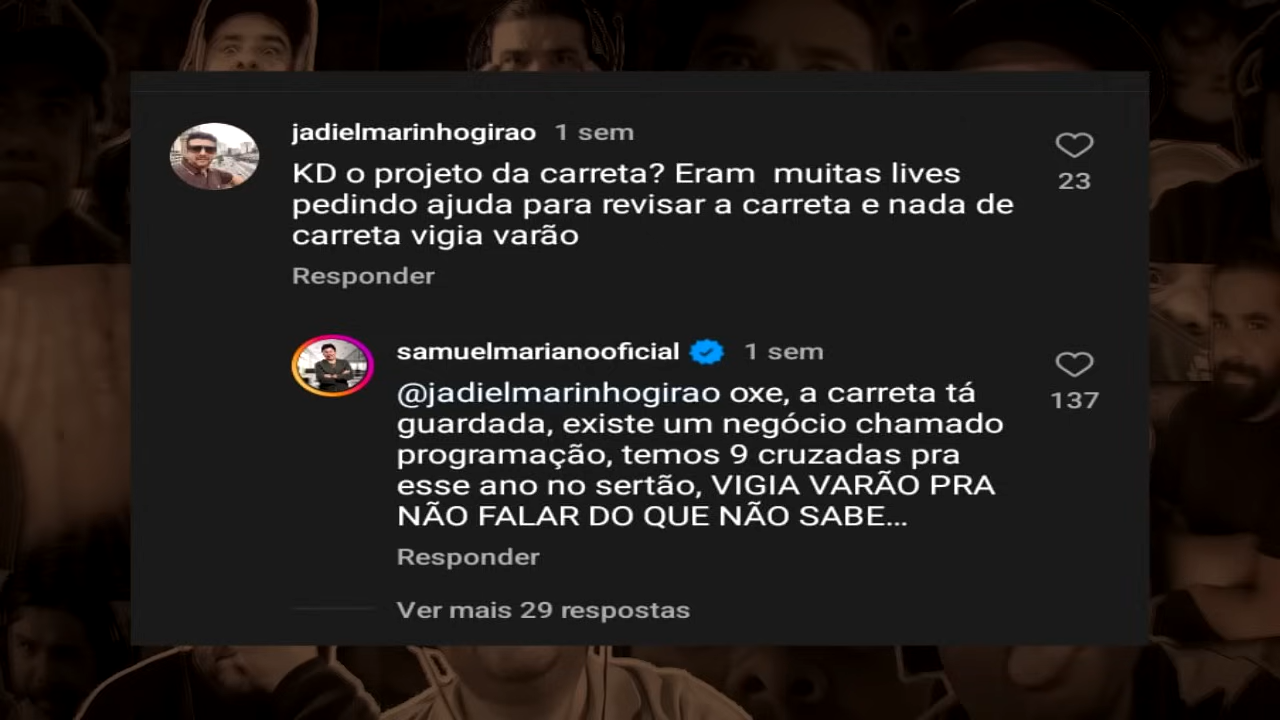 jadielmarinhogirao 1 sem
KD o projeto da carreta? Eram muitas lives
pedindo ajuda para revisar a carreta e nada de
carreta vigia varão
23
Responder
samuelmarianooficial 1 sem
@jadielmarinhogirao oxe, a carreta tá
guardada, existe um negócio chamado
programação, temos 9 cruzadas pra
esse ano no sertão, VIGIA VARÃO PRA
NÃO FALAR DO QUE NÃO SABE...
137
Responder
Ver mais 29 respostas